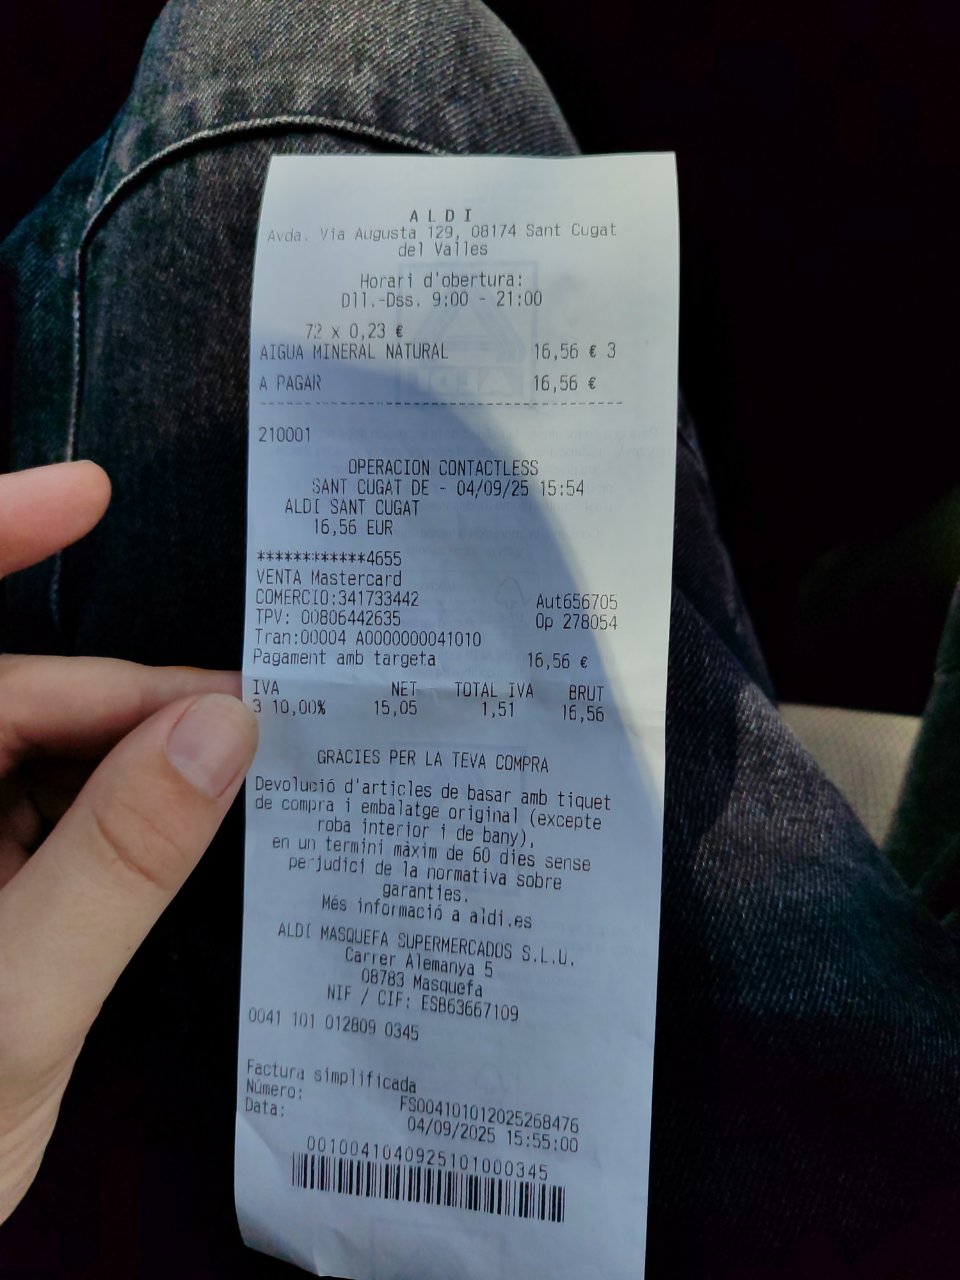 ALDI
Avda. Via Augusta 129, 08174 Sant Cugat
del Valles
Horari d'obertura:
Dll.-Dss. 9:00 - 21:00
72 x 0,23 €
AIGUA MINERAL NATURAL 16,56 € 3
A PAGAR 16,56 €
210001
OPERACION CONTACTLESS
SANT CUGAT DE - 04/09/25 15:54
ALDI SANT CUGAT
16,56 EUR
************4655
VENTA Mastercard
COMERCIO:341733442 Aut656705
TPV: 00806442635 Op 278054
Tran:00004 A0000000041010
Pagament amb targeta 16,56 €
IVA NET TOTAL IVA BRUT
3 10,00% 15,05 1,51 16,56
GRÀCIES PER LA TEVA COMPRA
Devolució d'articles de basar amb tiquet
de compra i embalatge original (excepte
roba interior i de bany),
en un termini màxim de 60 dies sense
perjudici de la normativa sobre
garanties.
Més informació a aldi.es
ALDI MASQUEFA SUPERMERCADOS S.L.U.
Carrer Alemanya 5
08783 Masquefa
NIF / CIF: ESB63667109
0041 101 012809 0345
Factura simplificada
Número: FS004101012025268476
Data: 04/09/2025 15:55:00
0010041040925101000345